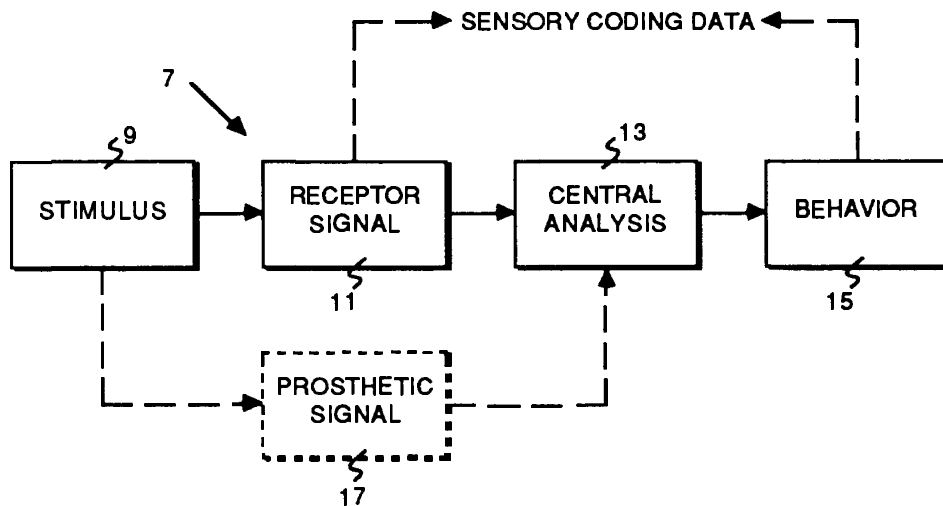 SENSORY CODING DATA
7
9
13
STIMULUS
RECEPTOR
SIGNAL
CENTRAL
ANALYSIS
BEHAVIOR
11
15
PROSTHETIC
SIGNAL
17